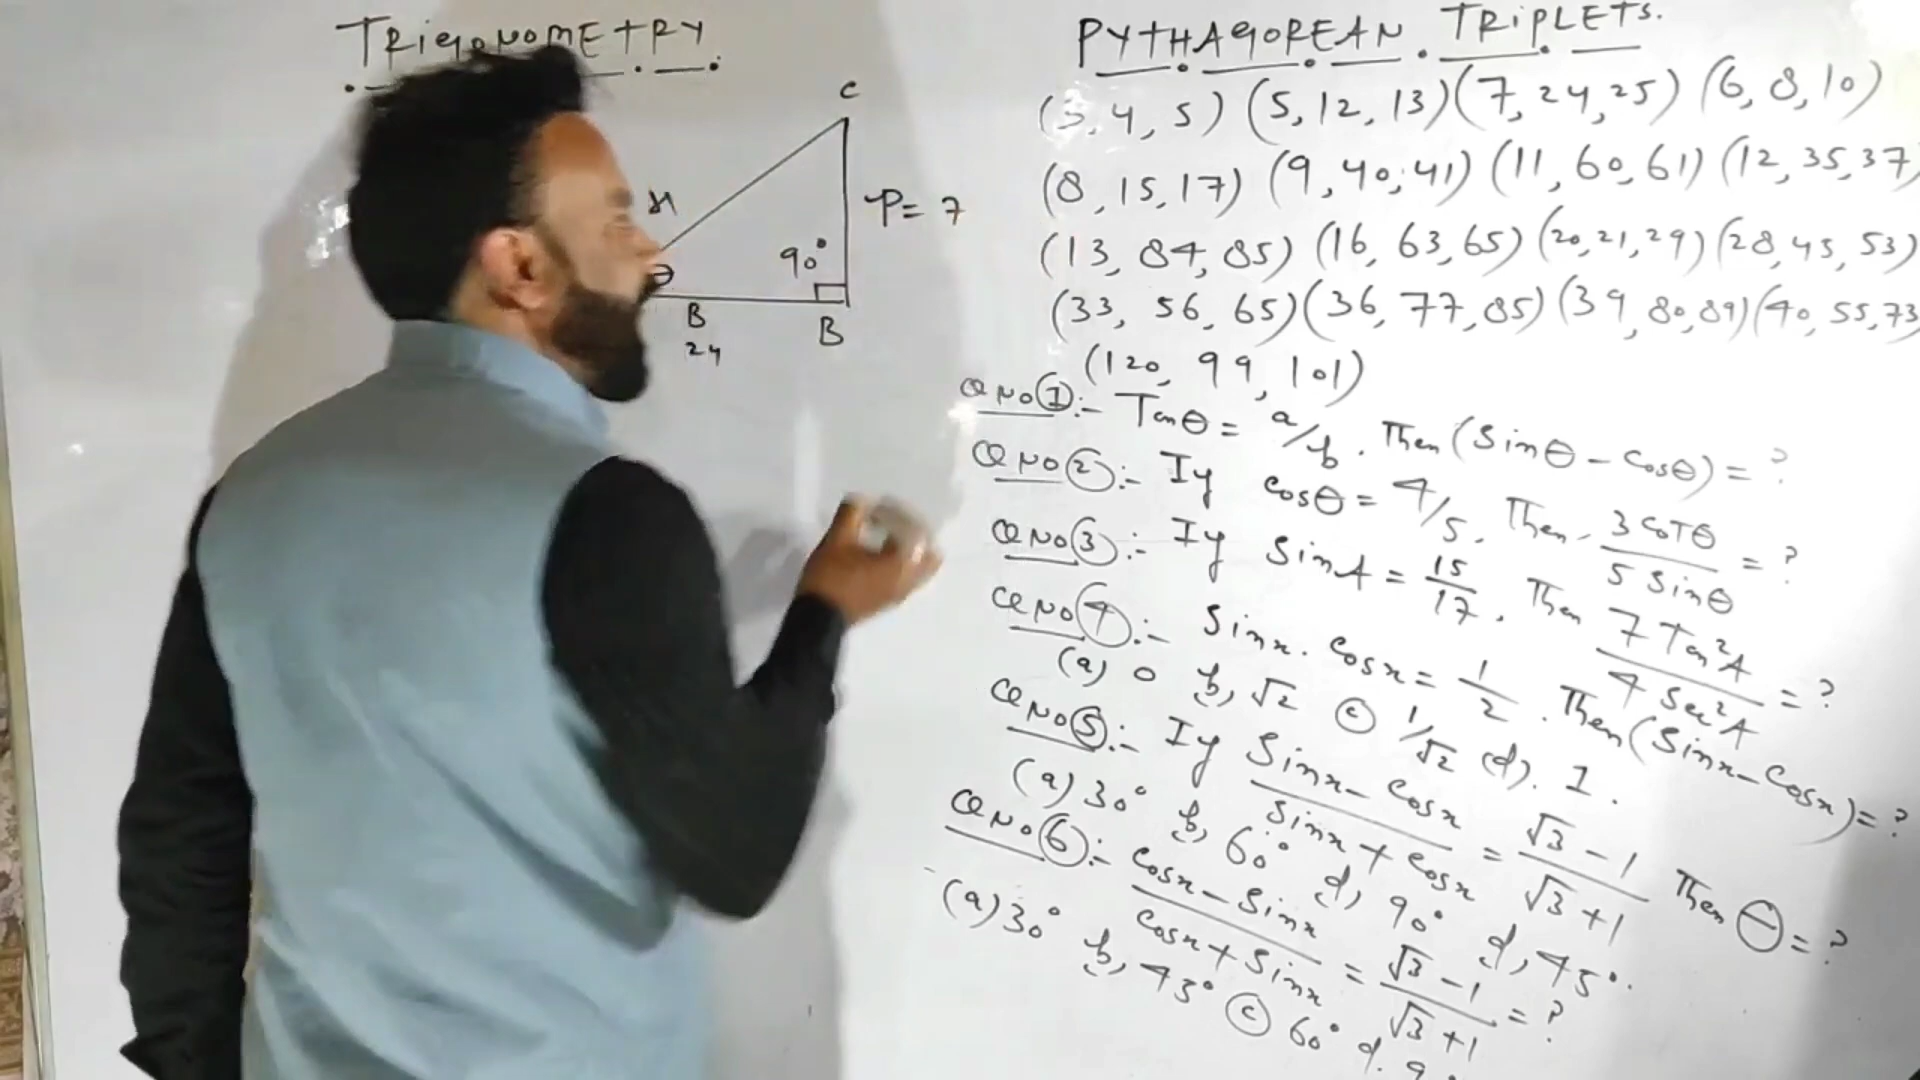 TRIGONOMETRY
C
H
P= 7
90°
θ
B
B
24
PYTHAGOREAN TRIPLETS.
(3, 4, 5) (5, 12, 13) (7, 24, 25) (6, 8, 10)
(8, 15, 17) (9, 40, 41) (11, 60, 61) (12, 35, 37)
(13, 84, 85) (16, 63, 65) (20, 21, 29) (28, 45, 53)
(33, 56, 65) (36, 77, 85) (39, 80, 89) (40, 55, 73
(120, 99, 101)
Q No (1):- Tanθ = a/b. Then (Sinθ - Cosθ) = ?
Q No (2):- If Cosθ = 4/5. Then 3 Cotθ / 5 Sinθ = ?
Q No (3):- If SinA = 15/17, Then 7 Tan²A / 4 Sec²A = ?
Q No (4):- Sinx. Cosx = 1/2. Then (Sinx - Cosx) = ?
(a) 0 b, √2 (c) 1/√2 (d). 1.
Q No (5):- If Sinx - Cosx / Sinx + Cosx = √3 - 1 / √3 + 1 Then θ = ?
(a) 30° b, 60° d, 90° d, 45°.
Q No (6):- Cosx - Sinx / Cosx + Sinx = √3 - 1 / √3 + 1 = ?
(a) 30° b, 45° (c) 60° d. 9